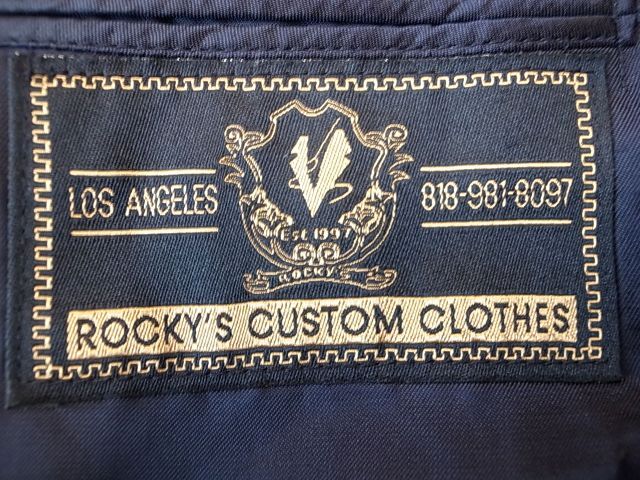 V
LOS ANGELES
818-981-8097
EST 1997
ROCKY'S
ROCKY'S CUSTOM CLOTHES